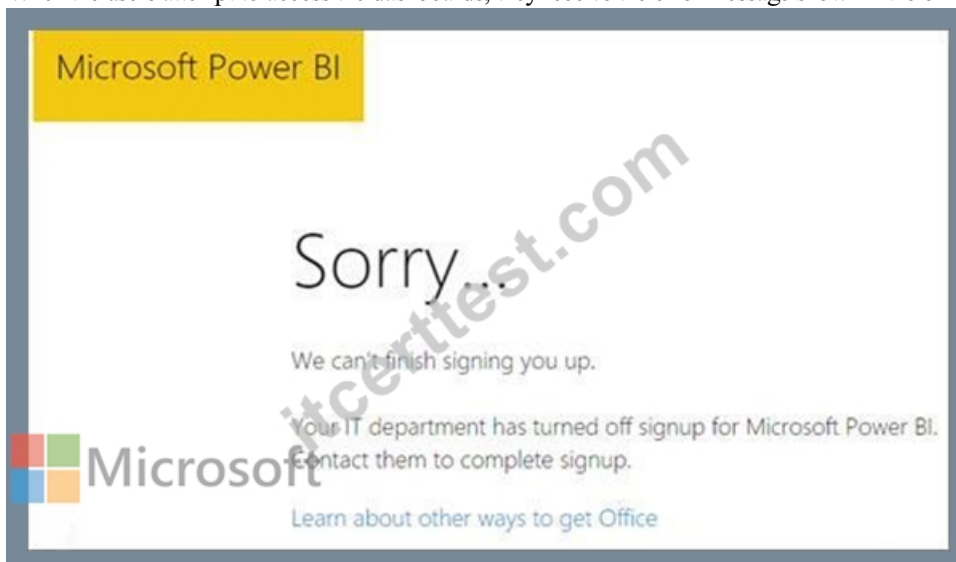 Microsoft Power BI
Sorry...
We can't finish signing you up.
Your IT department has turned off signup for Microsoft Power BI.
Contact them to complete signup.
Learn about other ways to get Office
Microsoft
itcerttest.com